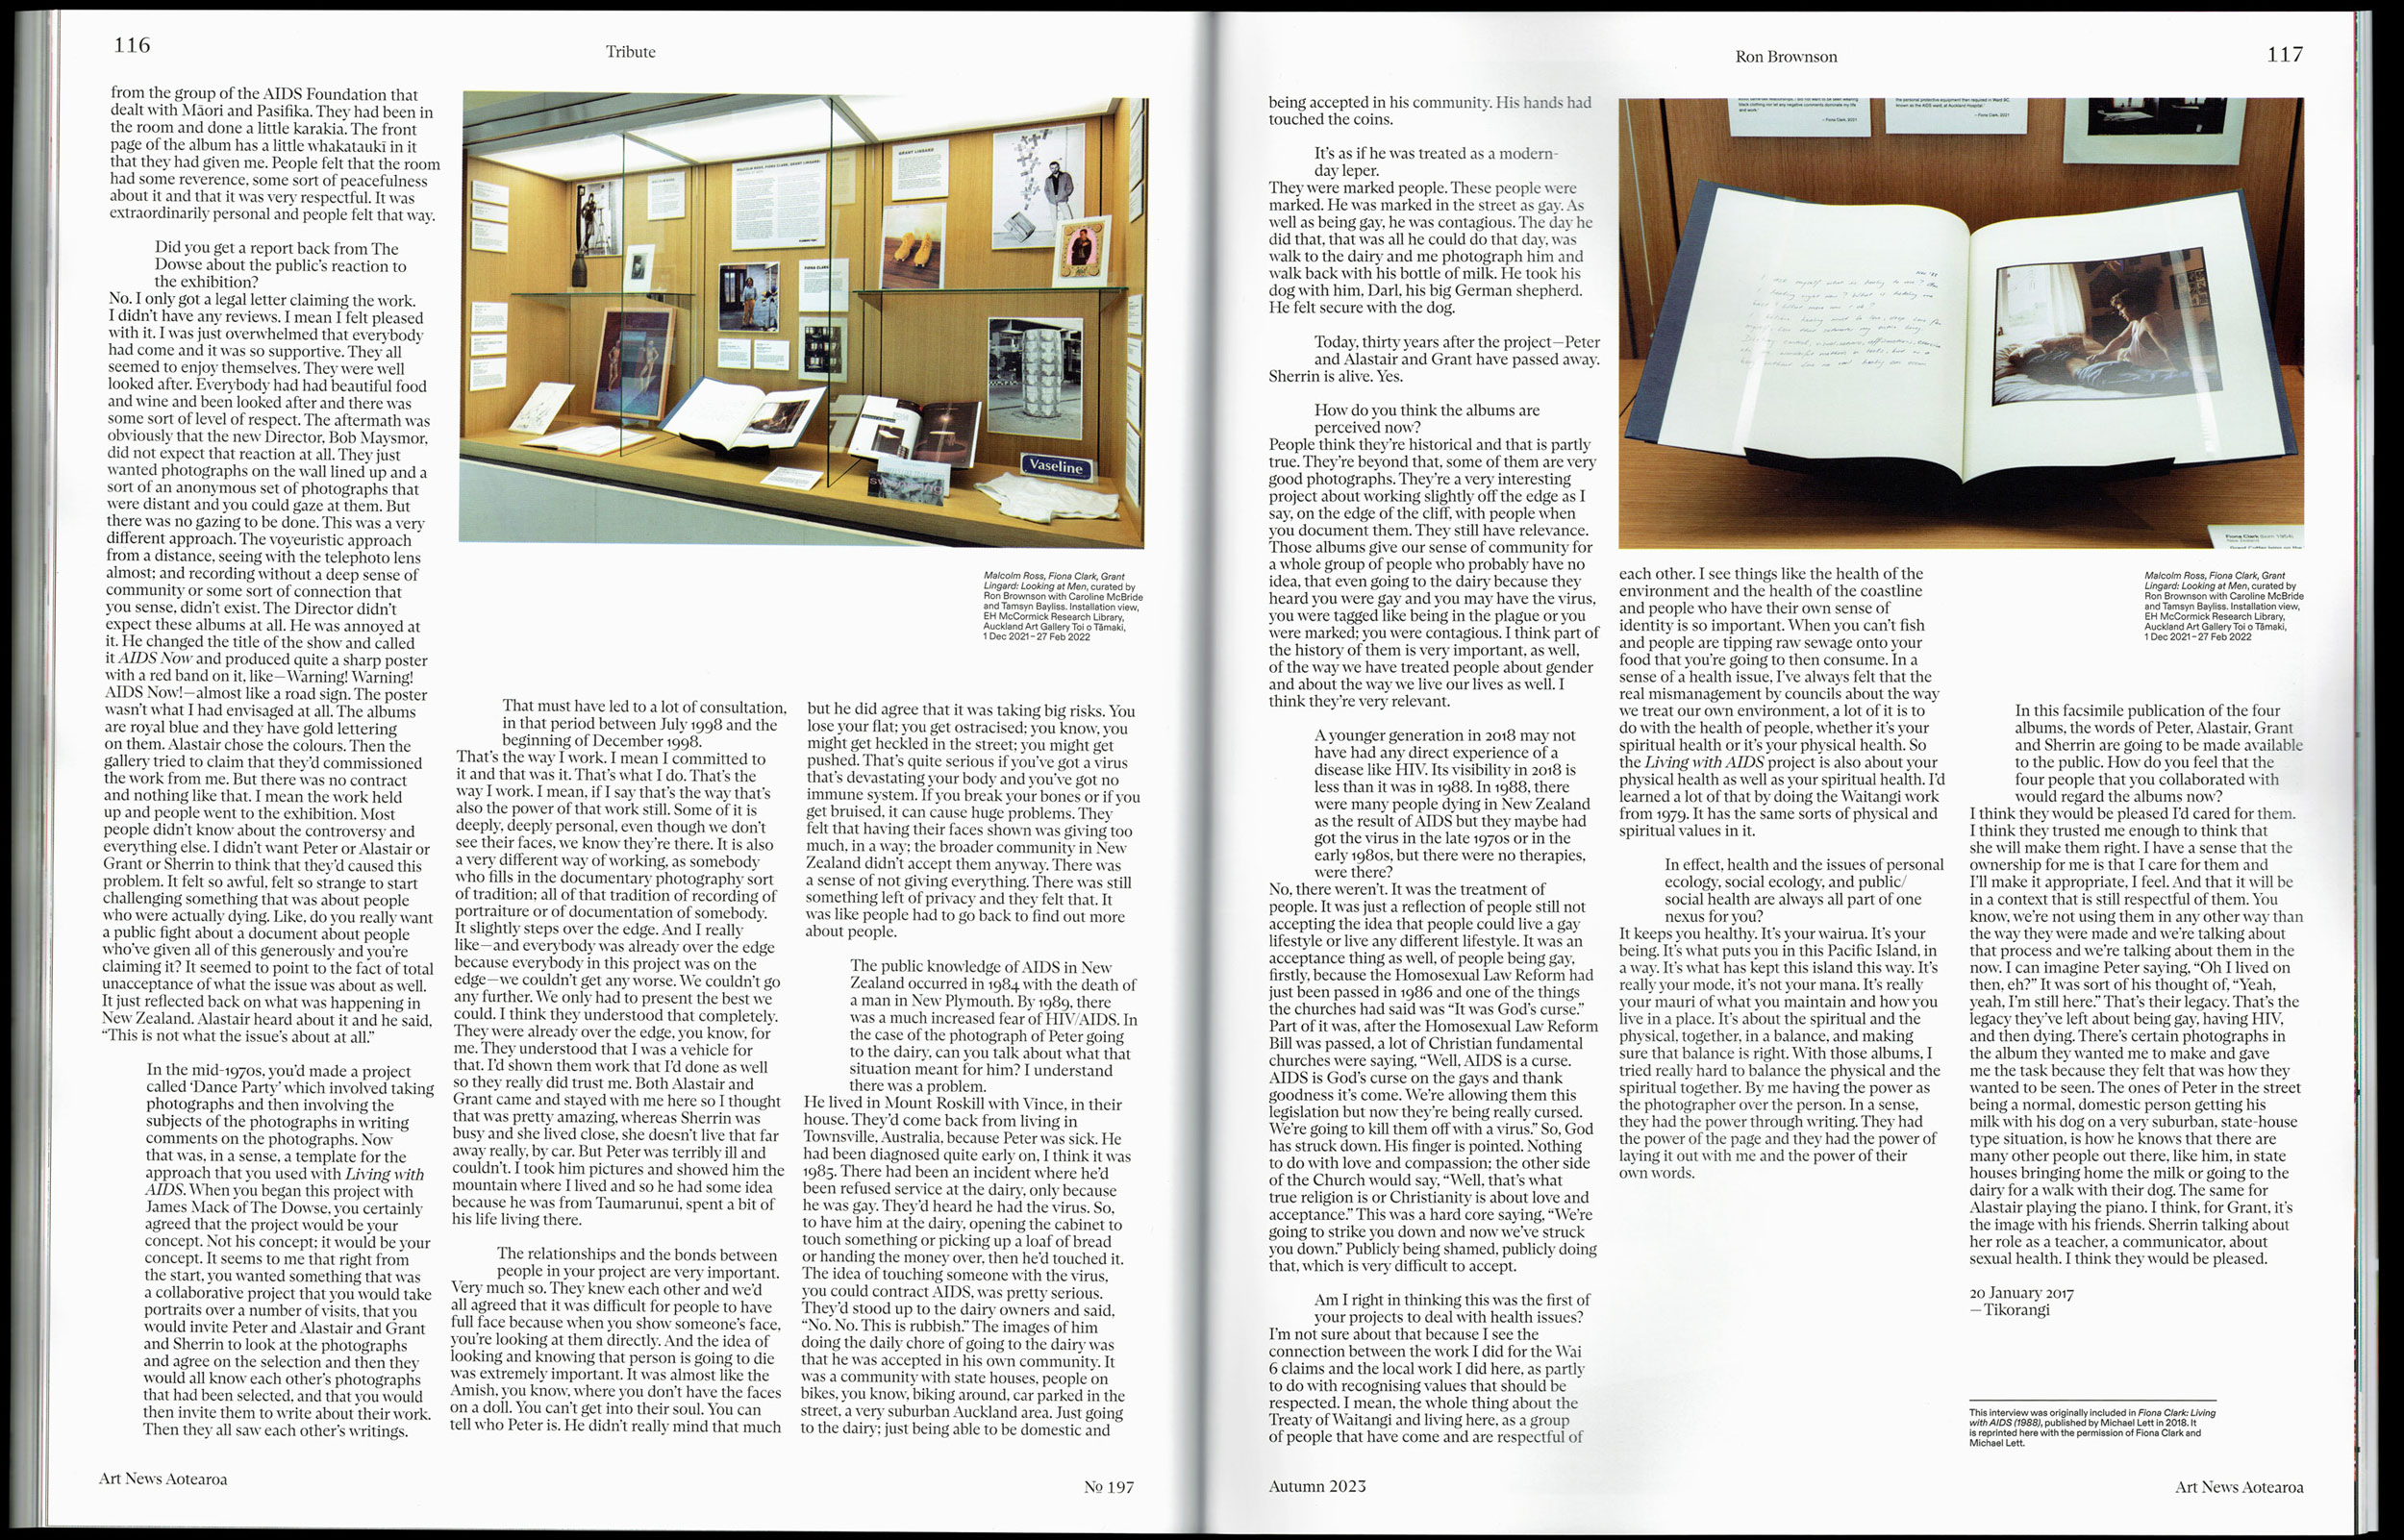 116
Tribute
from the group of the AIDS Foundation that
dealt with Māori and Pasifika. They had been in
the room and done a little karakia. The front
page of the album has a little whakataukī in it
that they had given me. People felt that the room
had some reverence, some sort of peacefulness
about it and that it was very respectful. It was
extraordinarily personal and people felt that way.
Did you get a report back from The
Dowse about the public's reaction to
the exhibition?
No. I only got a legal letter claiming the work.
I didn't have any reviews. I mean I felt pleased
with it. I was just overwhelmed that everybody
had come and it was so supportive. They all
seemed to enjoy themselves. They were well
looked after. Everybody had had beautiful food
and wine and been looked after and there was
some sort of level of respect. The aftermath was
obviously that the new Director, Bob Maysmor,
did not expect that reaction at all. They just
wanted photographs on the wall lined up and a
sort of an anonymous set of photographs that
were distant and you could gaze at them. But
there was no gazing to be done. This was a very
different approach. The voyeuristic approach
from a distance, seeing with the telephoto lens
almost; and recording without a deep sense of
community or some sort of connection that
you sense, didn't exist. The Director didn't
expect these albums at all. He was annoyed at
it. He changed the title of the show and called
it AIDS Now and produced quite a sharp poster
with a red band on it, like—Warning! Warning!
AIDS Now!—almost like a road sign. The poster
wasn't what I had envisaged at all. The albums
are royal blue and they have gold lettering
on them. Alastair chose the colours. Then the
gallery tried to claim that they'd commissioned
the work from me. But there was no contract
and nothing like that. I mean the work held
up and people went to the exhibition. Most
people didn't know about the controversy and
everything else. I didn't want Peter or Alastair or
Grant or Sherrin to think that they'd caused this
problem. It felt so awful, felt so strange to start
challenging something that was about people
who were actually dying. Like, do you really want
a public fight about a document about people
who've given all of this generously and you're
claiming it? It seemed to point to the fact of total
unacceptance of what the issue was about as well.
It just reflected back on what was happening in
New Zealand. Alastair heard about it and he said,
“This is not what the issue's about at all.”
In the mid-1970s, you'd made a project
called ‘Dance Party’ which involved taking
photographs and then involving the
subjects of the photographs in writing
comments on the photographs. Now
that was, in a sense, a template for the
approach that you used with Living with
AIDS. When you began this project with
James Mack of The Dowse, you certainly
agreed that the project would be your
concept. Not his concept; it would be your
concept. It seems to me that right from
the start, you wanted something that was
a collaborative project that you would take
portraits over a number of visits, that you
would invite Peter and Alastair and Grant
and Sherrin to look at the photographs
and agree on the selection and then they
would all know each other's photographs
that had been selected, and that you would
then invite them to write about their work.
Then they all saw each other's writings.
GRANT LINGARD
FIONA CLARK
Vaseline
Malcolm Ross, Fiona Clark, Grant
Lingard: Looking at Men, curated by
Ron Brownson with Caroline McBride
and Tamsyn Bayliss. Installation view,
EH McCormick Research Library,
Auckland Art Gallery Toi o Tāmaki,
1 Dec 2021–27 Feb 2022
That must have led to a lot of consultation,
in that period between July 1998 and the
beginning of December 1998.
That's the way I work. I mean I committed to
it and that was it. That's what I do. That's the
way I work. I mean, if I say that's the way that's
also the power of that work still. Some of it is
deeply, deeply personal, even though we don't
see their faces, we know they're there. It is also
a very different way of working, as somebody
who fills in the documentary photography sort
of tradition; all of that tradition of recording of
portraiture or of documentation of somebody.
It slightly steps over the edge. And I really
like—and everybody was already over the edge
because everybody in this project was on the
edge—we couldn't get any worse. We couldn't go
any further. We only had to present the best we
could. I think they understood that completely.
They were already over the edge, you know, for
me. They understood that I was a vehicle for
that. I'd shown them work that I'd done as well
so they really did trust me. Both Alastair and
Grant came and stayed with me here so I thought
that was pretty amazing, whereas Sherrin was
busy and she lived close, she doesn't live that far
away really, by car. But Peter was terribly ill and
couldn't. I took him pictures and showed him the
mountain where I lived and so he had some idea
because he was from Taumarunui, spent a bit of
his life living there.
The relationships and the bonds between
people in your project are very important.
Very much so. They knew each other and we'd
all agreed that it was difficult for people to have
full face because when you show someone's face,
you're looking at them directly. And the idea of
looking and knowing that person is going to die
was extremely important. It was almost like the
Amish, you know, where you don't have the faces
on a doll. You can't get into their soul. You can
tell who Peter is. He didn't really mind that much
but he did agree that it was taking big risks. You
lose your flat; you get ostracised; you know, you
might get heckled in the street; you might get
pushed. That's quite serious if you've got a virus
that's devastating your body and you've got no
immune system. If you break your bones or if you
get bruised, it can cause huge problems. They
felt that having their faces shown was giving too
much, in a way; the broader community in New
Zealand didn't accept them anyway. There was
a sense of not giving everything. There was still
something left of privacy and they felt that. It
was like people had to go back to find out more
about people.
The public knowledge of AIDS in New
Zealand occurred in 1984 with the death of
a man in New Plymouth. By 1989, there
was a much increased fear of HIV/AIDS. In
the case of the photograph of Peter going
to the dairy, can you talk about what that
situation meant for him? I understand
there was a problem.
He lived in Mount Roskill with Vince, in their
house. They'd come back from living in
Townsville, Australia, because Peter was sick. He
had been diagnosed quite early on, I think it was
1985. There had been an incident where he'd
been refused service at the dairy, only because
he was gay. They'd heard he had the virus. So,
to have him at the dairy, opening the cabinet to
touch something or picking up a loaf of bread
or handing the money over, then he'd touched it.
The idea of touching someone with the virus,
you could contract AIDS, was pretty serious.
They'd stood up to the dairy owners and said,
“No. No. This is rubbish.” The images of him
doing the daily chore of going to the dairy was
that he was accepted in his own community. It
was a community with state houses, people on
bikes, you know, biking around, car parked in the
street, a very suburban Auckland area. Just going
to the dairy; just being able to be domestic and
Art News Aotearoa
№ 197
Ron Brownson
117
being accepted in his community. His hands had
touched the coins.
It's as if he was treated as a modern-
day leper.
They were marked people. These people were
marked. He was marked in the street as gay. As
well as being gay, he was contagious. The day he
did that, that was all he could do that day, was
walk to the dairy and me photograph him and
walk back with his bottle of milk. He took his
dog with him, Darl, his big German shepherd.
He felt secure with the dog.
Today, thirty years after the project—Peter
and Alastair and Grant have passed away.
Sherrin is alive. Yes.
How do you think the albums are
perceived now?
People think they're historical and that is partly
true. They're beyond that, some of them are very
good photographs. They're a very interesting
project about working slightly off the edge as I
say, on the edge of the cliff, with people when
you document them. They still have relevance.
Those albums give our sense of community for
a whole group of people who probably have no
idea, that even going to the dairy because they
heard you were gay and you may have the virus,
you were tagged like being in the plague or you
were marked; you were contagious. I think part of
the history of them is very important, as well,
of the way we have treated people about gender
and about the way we live our lives as well. I
think they're very relevant.
A younger generation in 2018 may not
have had any direct experience of a
disease like HIV. Its visibility in 2018 is
less than it was in 1988. In 1988, there
were many people dying in New Zealand
as the result of AIDS but they maybe had
got the virus in the late 1970s or in the
early 1980s, but there were no therapies,
were there?
No, there weren't. It was the treatment of
people. It was just a reflection of people still not
accepting the idea that people could live a gay
lifestyle or live any different lifestyle. It was an
acceptance thing as well, of people being gay,
firstly, because the Homosexual Law Reform had
just been passed in 1986 and one of the things
the churches had said was “It was God's curse.”
Part of it was, after the Homosexual Law Reform
Bill was passed, a lot of Christian fundamental
churches were saying, “Well, AIDS is a curse.
AIDS is God's curse on the gays and thank
goodness it's come. We're allowing them this
legislation but now they're being really cursed.
We're going to kill them off with a virus.” So, God
has struck down. His finger is pointed. Nothing
to do with love and compassion; the other side
of the Church would say, “Well, that's what
true religion is or Christianity is about love and
acceptance.” This was a hard core saying, “We're
going to strike you down and now we've struck
you down.” Publicly being shamed, publicly doing
that, which is very difficult to accept.
Am I right in thinking this was the first of
your projects to deal with health issues?
I'm not sure about that because I see the
connection between the work I did for the Wai
6 claims and the local work I did here, as partly
to do with recognising values that should be
respected. I mean, the whole thing about the
Treaty of Waitangi and living here, as a group
of people that have come and are respectful of
– Fiona Clark, 2021
– Fiona Clark, 2021
each other. I see things like the health of the
environment and the health of the coastline
and people who have their own sense of
identity is so important. When you can't fish
and people are tipping raw sewage onto your
food that you're going to then consume. In a
sense of a health issue, I've always felt that the
real mismanagement by councils about the way
we treat our own environment, a lot of it is to
do with the health of people, whether it's your
spiritual health or it's your physical health. So
the Living with AIDS project is also about your
physical health as well as your spiritual health. I'd
learned a lot of that by doing the Waitangi work
from 1979. It has the same sorts of physical and
spiritual values in it.
In effect, health and the issues of personal
ecology, social ecology, and public/
social health are always all part of one
nexus for you?
It keeps you healthy. It's your wairua. It's your
being. It's what puts you in this Pacific Island, in
a way. It's what has kept this island this way. It's
really your mode, it's not your mana. It's really
your mauri of what you maintain and how you
live in a place. It's about the spiritual and the
physical, together, in a balance, and making
sure that balance is right. With those albums, I
tried really hard to balance the physical and the
spiritual together. By me having the power as
the photographer over the person. In a sense,
they had the power through writing. They had
the power of the page and they had the power of
laying it out with me and the power of their
own words.
Malcolm Ross, Fiona Clark, Grant
Lingard: Looking at Men, curated by
Ron Brownson with Caroline McBride
and Tamsyn Bayliss. Installation view,
EH McCormick Research Library,
Auckland Art Gallery Toi o Tāmaki,
1 Dec 2021–27 Feb 2022
In this facsimile publication of the four
albums, the words of Peter, Alastair, Grant
and Sherrin are going to be made available
to the public. How do you feel that the
four people that you collaborated with
would regard the albums now?
I think they would be pleased I'd cared for them.
I think they trusted me enough to think that
she will make them right. I have a sense that the
ownership for me is that I care for them and
I'll make it appropriate, I feel. And that it will be
in a context that is still respectful of them. You
know, we're not using them in any other way than
the way they were made and we're talking about
that process and we're talking about them in the
now. I can imagine Peter saying, “Oh I lived on
then, eh?” It was sort of his thought of, “Yeah,
yeah, I'm still here.” That's their legacy. That's the
legacy they've left about being gay, having HIV,
and then dying. There's certain photographs in
the album they wanted me to make and gave
me the task because they felt that was how they
wanted to be seen. The ones of Peter in the street
being a normal, domestic person getting his
milk with his dog on a very suburban, state-house
type situation, is how he knows that there are
many other people out there, like him, in state
houses bringing home the milk or going to the
dairy for a walk with their dog. The same for
Alastair playing the piano. I think, for Grant, it's
the image with his friends. Sherrin talking about
her role as a teacher, a communicator, about
sexual health. I think they would be pleased.
20 January 2017
—Tikorangi
This interview was originally included in Fiona Clark: Living
with AIDS (1988), published by Michael Lett in 2018. It
is reprinted here with the permission of Fiona Clark and
Michael Lett.
Autumn 2023
Art News Aotearoa